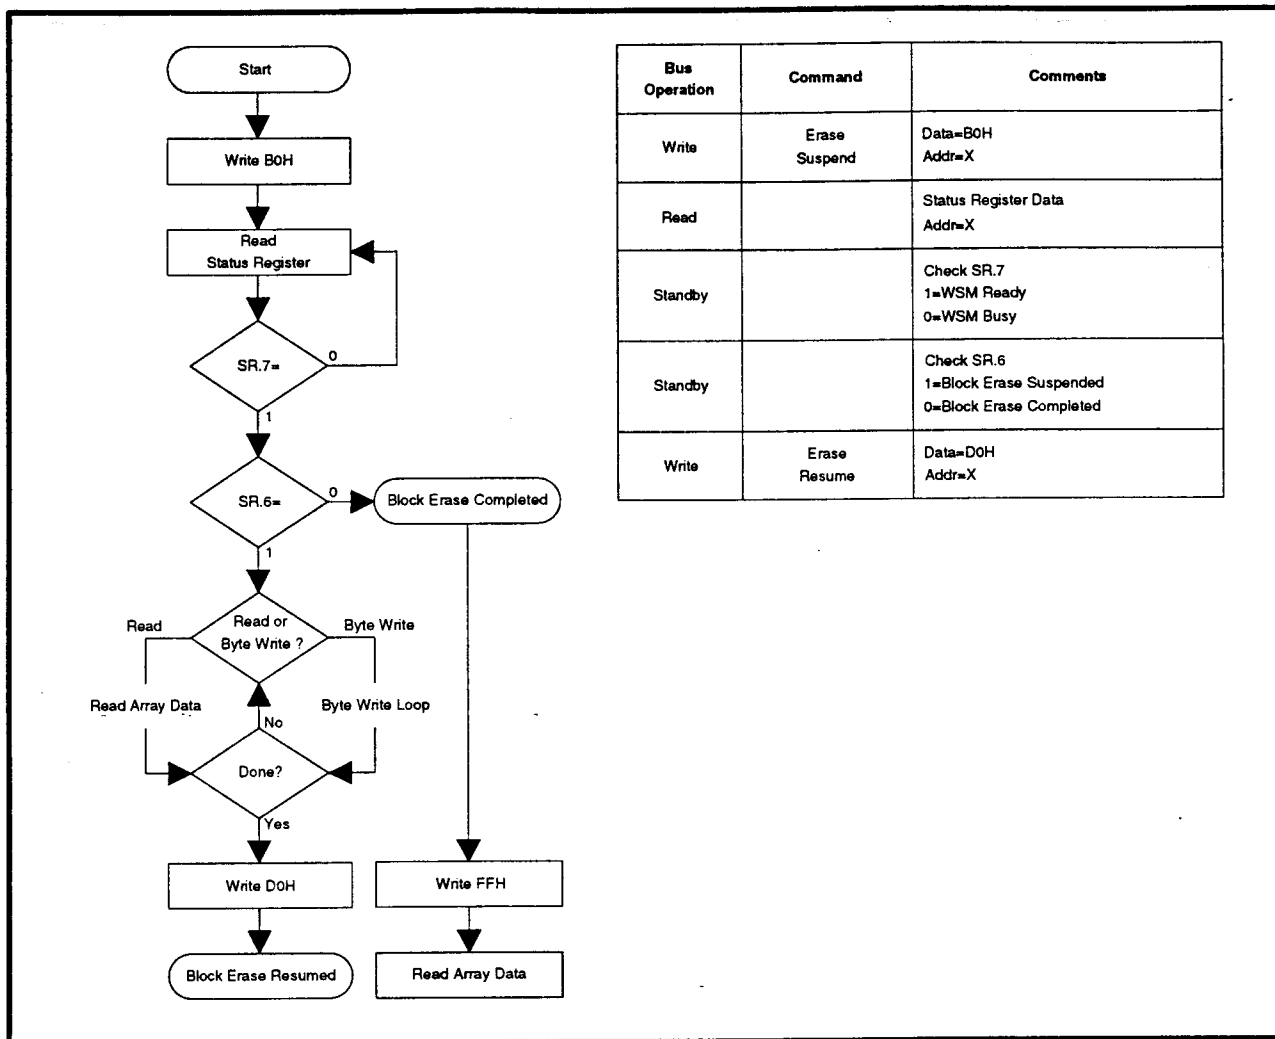 Start
Write B0H
Read
Status Register
SR.7=
0
1
SR.6=
0
Block Erase Completed
1
Read or
Byte Write ?
Read
Byte Write
Read Array Data
Byte Write Loop
No
Done?
Yes
Write D0H
Write FFH
Block Erase Resumed
Read Array Data
Bus
Operation
Command
Comments
Write
Erase
Suspend
Data=B0H
Addr=X
Read
Status Register Data
Addr=X
Standby
Check SR.7
1=WSM Ready
0=WSM Busy
Standby
Check SR.6
1=Block Erase Suspended
0=Block Erase Completed
Write
Erase
Resume
Data=D0H
Addr=X